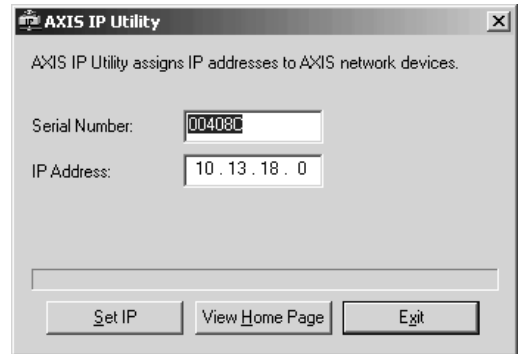 AXIS IP Utility
AXIS IP Utility assigns IP addresses to AXIS network devices.
Serial Number: 00408C
IP Address: 10 . 13 . 18 . 0
Set IP View Home Page Exit